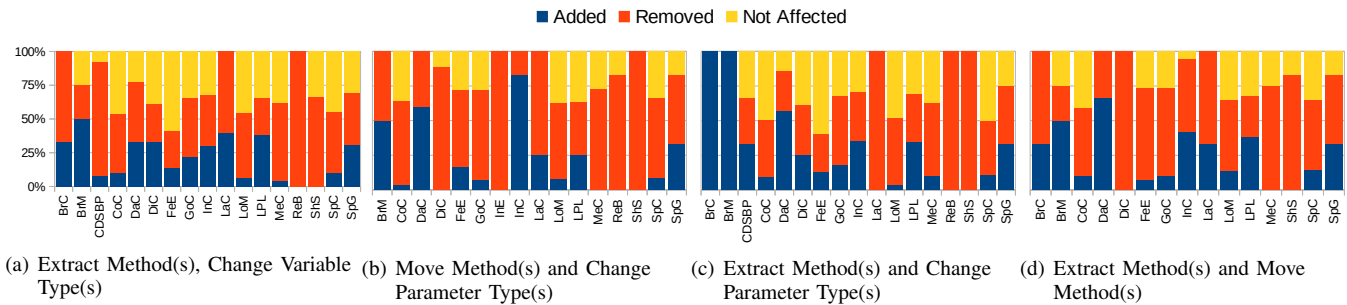 Added Removed Not Affected
100%
75%
50%
25%
0%
BrC BrM CDSBP CoC DaC DiC FeE GoC InC LaC LoM LPL MeC ReB ShS SpC SpG
BrM CoC DaC DiC FeE GoC InE InC LaC LoM LPL MeC ReB ShS SpC SpG
BrC BrM CDSBP CoC DaC DiC FeE GoC InC LaC LoM LPL MeC ReB ShS SpC SpG
BrC BrM CoC DaC DiC FeE GoC InC LaC LoM LPL MeC ShS SpC SpG
(a) Extract Method(s), Change Variable
Type(s)
(b) Move Method(s) and Change
Parameter Type(s)
(c) Extract Method(s) and Change
Parameter Type(s)
(d) Extract Method(s) and Move
Method(s)